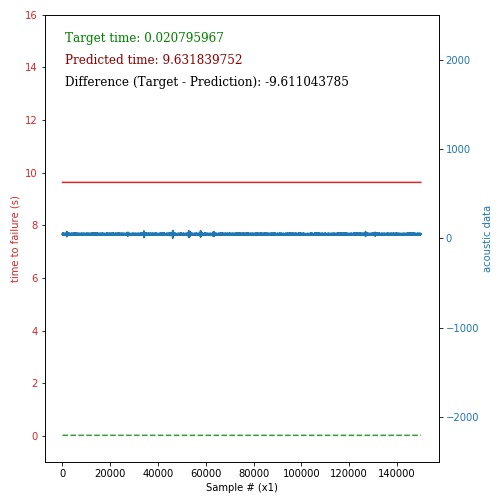 Target time: 0.020795967
Predicted time: 9.631839752
Difference (Target - Prediction): -9.611043785
16
14
12
10
8
6
4
2
0
time to failure (s)
2000
1000
0
−1000
−2000
acoustic data
0 20000 40000 60000 80000 100000 120000 140000
Sample # (x1)